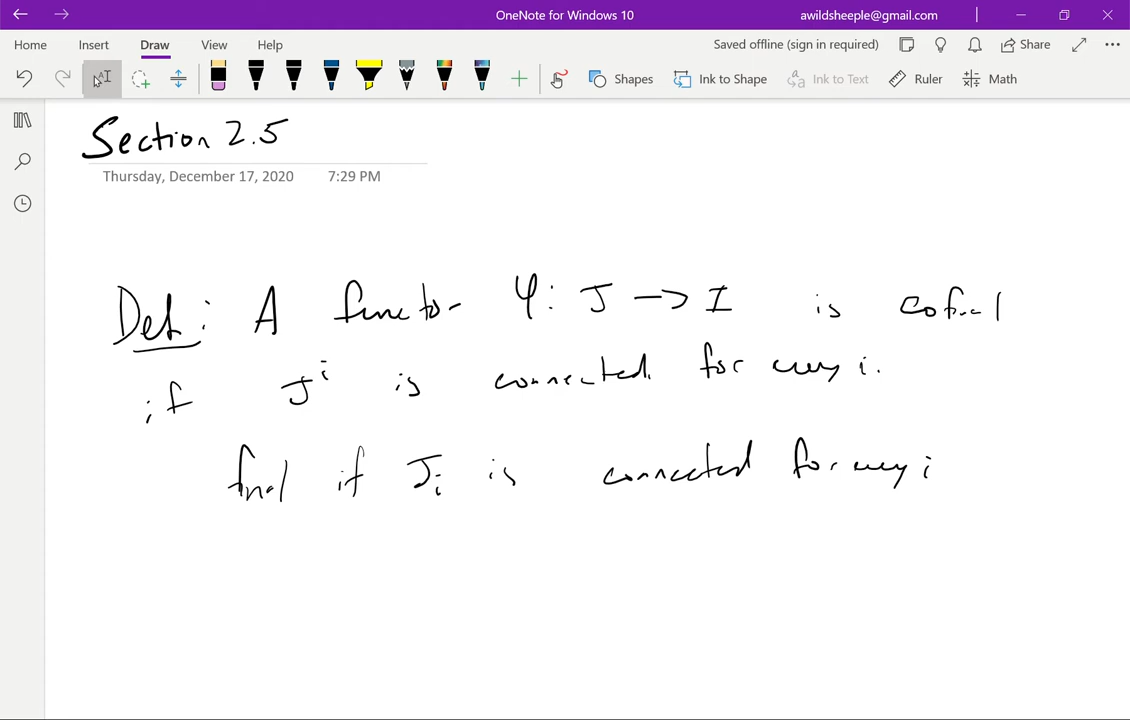 OneNote for Windows 10
awildsheeple@gmail.com
Home Insert Draw View Help
Saved offline (sign in required) Share
Shapes Ink to Shape Ink to Text Ruler Math
Section 2.5
Thursday, December 17, 2020 7:29 PM
Def: A functor φ: J → I is cofinal
if J^i is connected for every i.
final if J_i is connected for every i